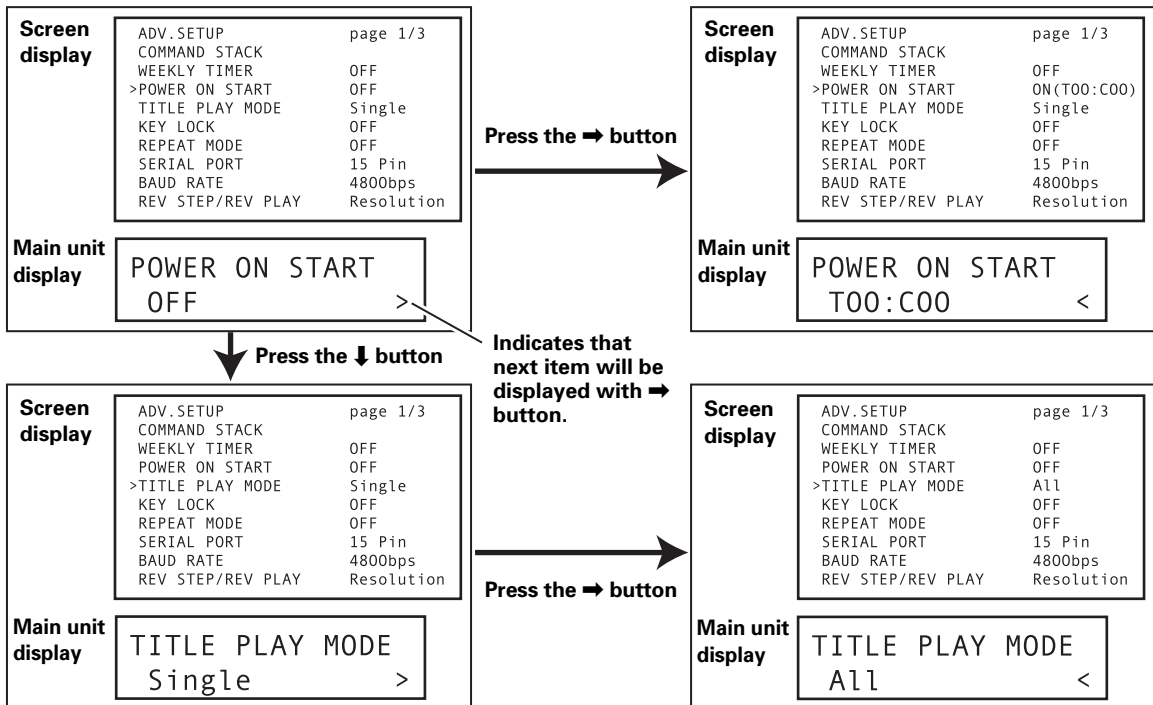 Screen display
ADV.SETUP page 1/3
COMMAND STACK
WEEKLY TIMER OFF
>POWER ON START OFF
TITLE PLAY MODE Single
KEY LOCK OFF
REPEAT MODE OFF
SERIAL PORT 15 Pin
BAUD RATE 4800bps
REV STEP/REV PLAY Resolution
Main unit display
POWER ON START
OFF >
Press the ➡ button
Screen display
ADV.SETUP page 1/3
COMMAND STACK
WEEKLY TIMER OFF
>POWER ON START ON(T00:C00)
TITLE PLAY MODE Single
KEY LOCK OFF
REPEAT MODE OFF
SERIAL PORT 15 Pin
BAUD RATE 4800bps
REV STEP/REV PLAY Resolution
Main unit display
POWER ON START
T00:C00 <
Press the ⬇ button
Indicates that
next item will be
displayed with ➡
button.
Screen display
ADV.SETUP page 1/3
COMMAND STACK
WEEKLY TIMER OFF
POWER ON START OFF
>TITLE PLAY MODE Single
KEY LOCK OFF
REPEAT MODE OFF
SERIAL PORT 15 Pin
BAUD RATE 4800bps
REV STEP/REV PLAY Resolution
Main unit display
TITLE PLAY MODE
Single >
Press the ➡ button
Screen display
ADV.SETUP page 1/3
COMMAND STACK
WEEKLY TIMER OFF
POWER ON START OFF
>TITLE PLAY MODE All
KEY LOCK OFF
REPEAT MODE OFF
SERIAL PORT 15 Pin
BAUD RATE 4800bps
REV STEP/REV PLAY Resolution
Main unit display
TITLE PLAY MODE
All <